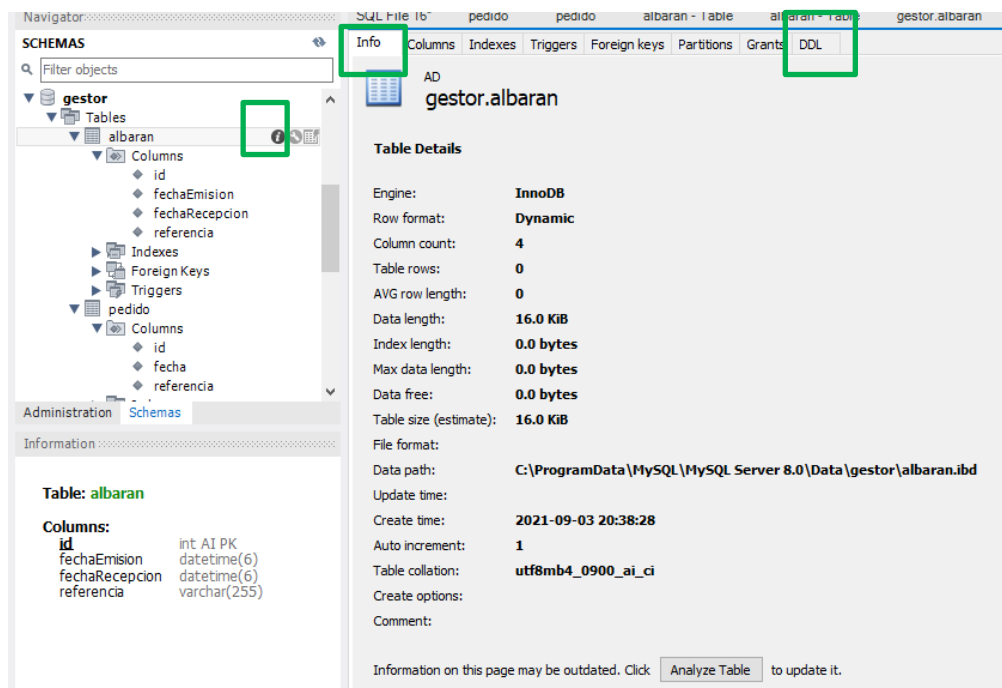 Navigator
SCHEMAS
Filter objects
gestor
Tables
albaran
Columns
id
fechaEmision
fechaRecepcion
referencia
Indexes
Foreign Keys
Triggers
pedido
Columns
id
fecha
referencia
Administration Schemas
Information
Table: albaran
Columns:
id int AI PK
fechaEmision datetime(6)
fechaRecepcion datetime(6)
referencia varchar(255)
SQL File 16* pedido pedido albaran - Table albaran - Table gestor.albaran
Info Columns Indexes Triggers Foreign keys Partitions Grants DDL
AD
gestor.albaran
Table Details
Engine: InnoDB
Row format: Dynamic
Column count: 4
Table rows: 0
AVG row length: 0
Data length: 16.0 KiB
Index length: 0.0 bytes
Max data length: 0.0 bytes
Data free: 0.0 bytes
Table size (estimate): 16.0 KiB
File format:
Data path: C:\ProgramData\MySQL\MySQL Server 8.0\Data\gestor\albaran.ibd
Update time:
Create time: 2021-09-03 20:38:28
Auto increment: 1
Table collation: utf8mb4_0900_ai_ci
Create options:
Comment:
Information on this page may be outdated. Click Analyze Table to update it.